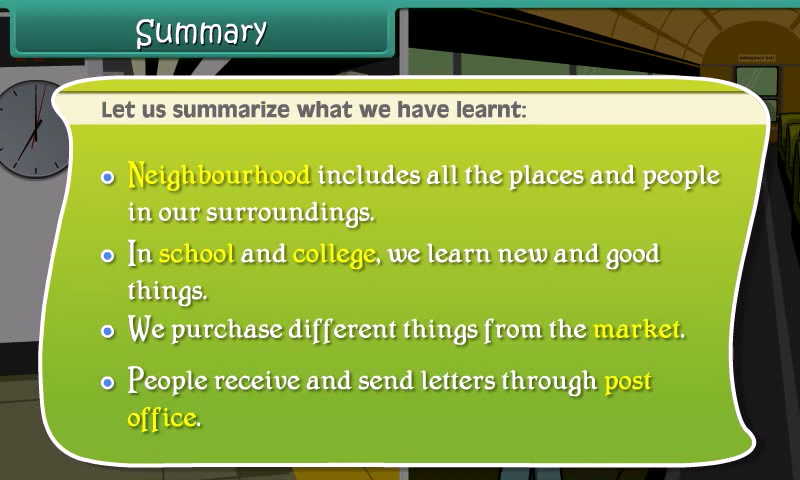 Summary
Let us summarize what we have learnt:
Neighbourhood includes all the places and people
in our surroundings.
In school and college, we learn new and good
things.
We purchase different things from the market.
People receive and send letters through post
office.